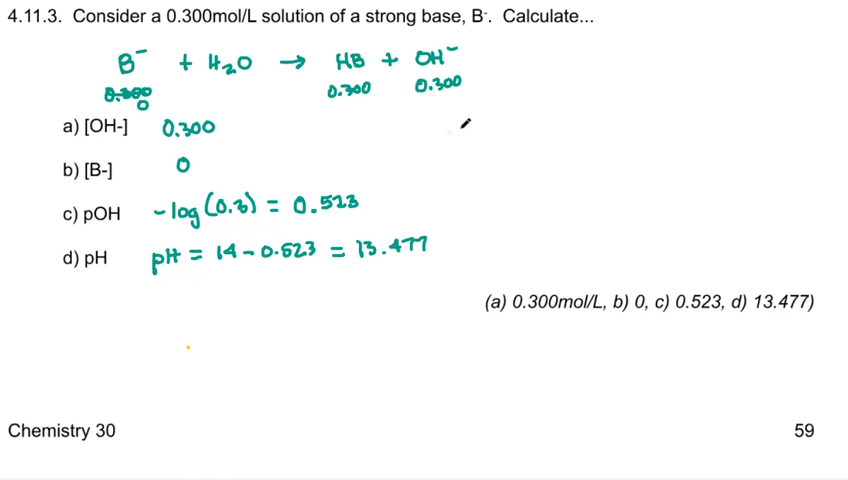 4.11.3. Consider a 0.300mol/L solution of a strong base, B⁻. Calculate...
B⁻ + H₂O → HB + OH⁻
0.300 0.300 0.300
0
a) [OH-] 0.300
b) [B-] 0
c) pOH -log(0.3) = 0.523
d) pH pH = 14 - 0.523 = 13.477
(a) 0.300mol/L, b) 0, c) 0.523, d) 13.477)
Chemistry 30 59